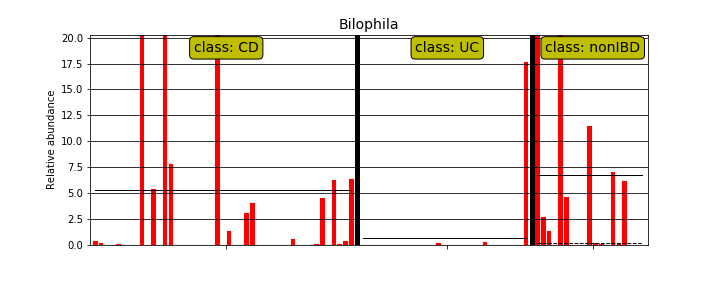 Bilophila
class: CD
class: UC
class: nonIBD
Relative abundance
20.0
17.5
15.0
12.5
10.0
7.5
5.0
2.5
0.0